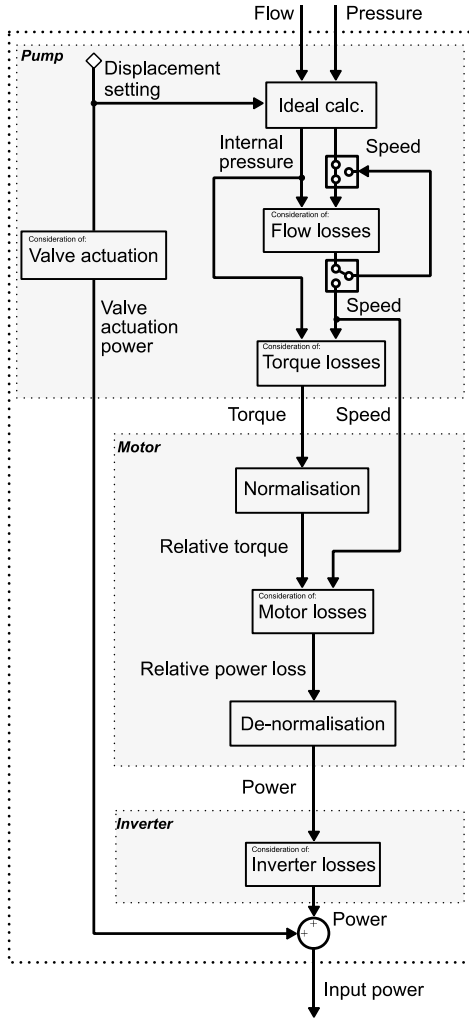 Flow
Pressure
Pump
Displacement
setting
Ideal calc.
Internal
pressure
Speed
Consideration of:
Flow losses
Consideration of:
Valve actuation
Valve
actuation
power
Speed
Consideration of:
Torque losses
Torque
Speed
Motor
Normalisation
Relative torque
Consideration of:
Motor losses
Relative power loss
De-normalisation
Power
Inverter
Consideration of:
Inverter losses
Power
+
+
Input power